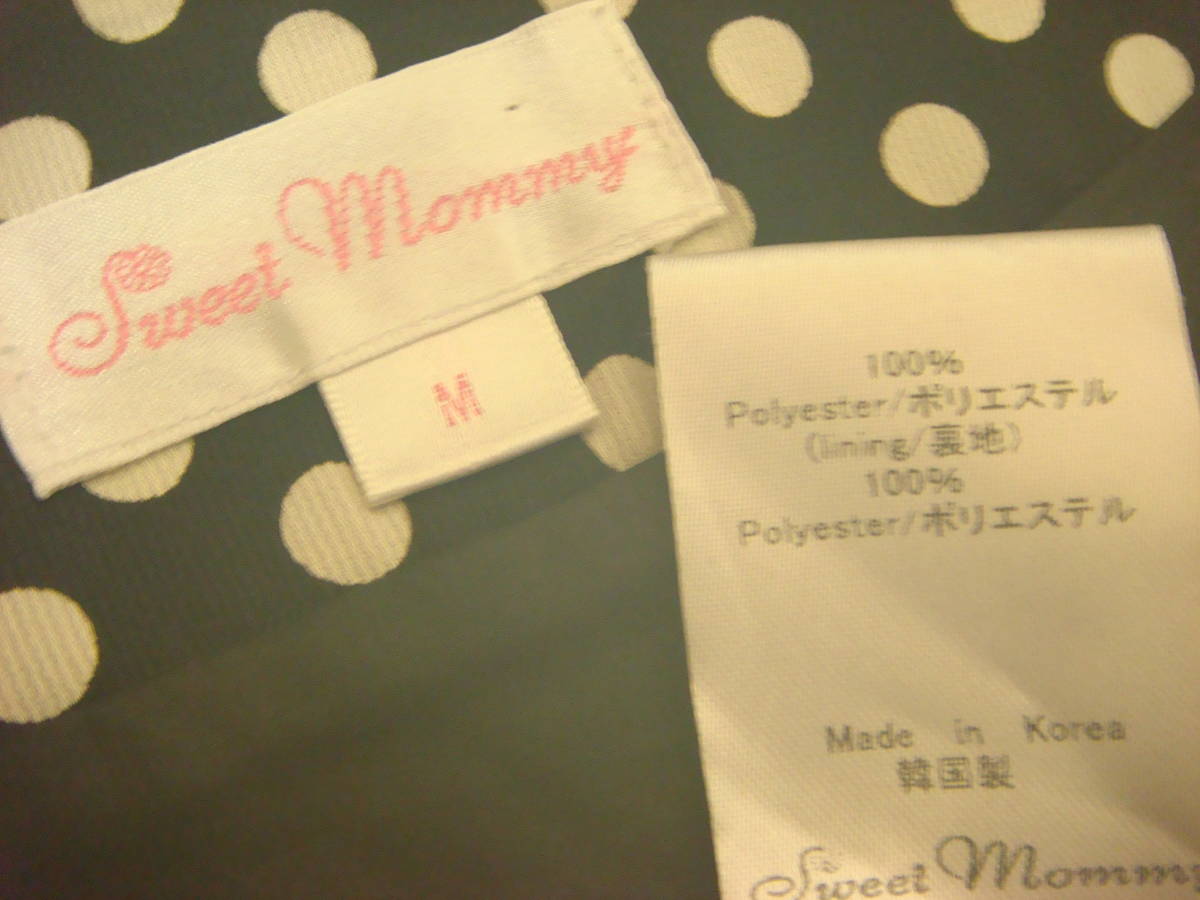 Sweet Mommy
M
100%
Polyester/ポリエステル
(lining/裏地)
100%
Polyester/ポリエステル
Made in Korea
韓国製
Sweet Mommy